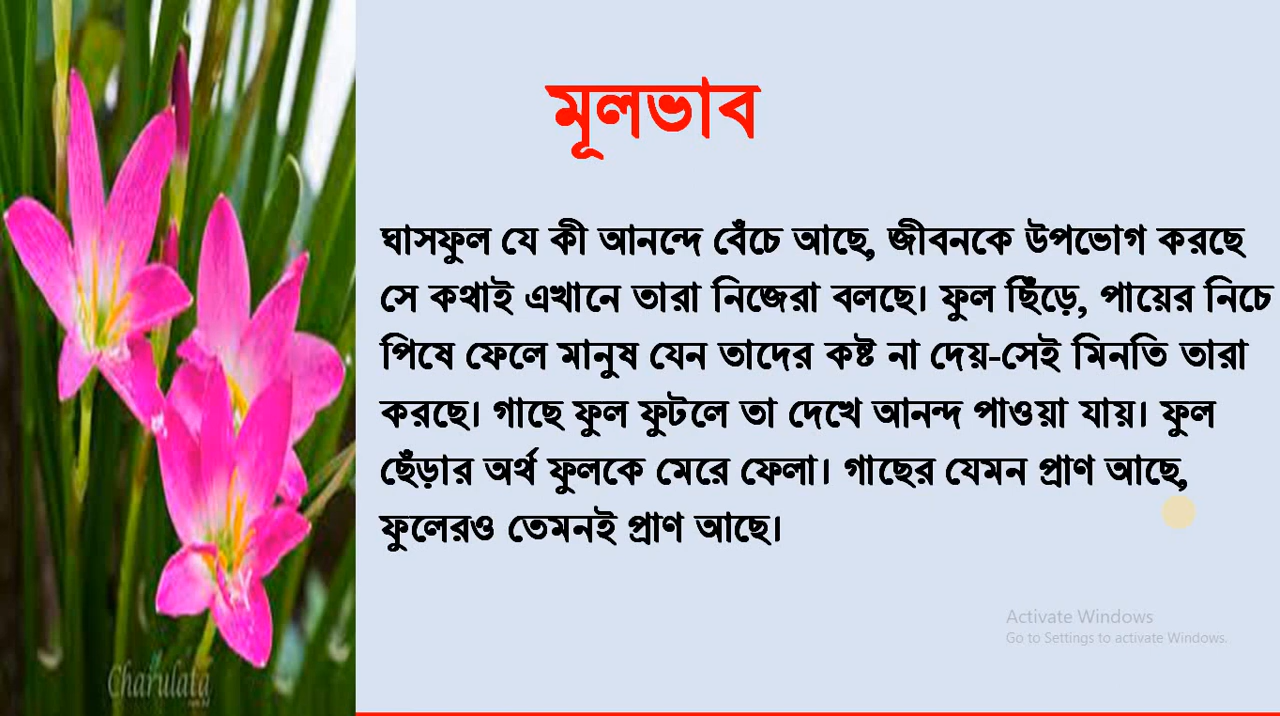 মূলভাব
ঘাসফুল যে কী আনন্দে বেঁচে আছে, জীবনকে উপভোগ করছে
সে কথাই এখানে তারা নিজেরা বলছে। ফুল ছিঁড়ে, পায়ের নিচে
পিষে ফেলে মানুষ যেন তাদের কষ্ট না দেয়-সেই মিনতি তারা
করছে। গাছে ফুল ফুটলে তা দেখে আনন্দ পাওয়া যায়। ফুল
ছেঁড়ার অর্থ ফুলকে মেরে ফেলা। গাছের যেমন প্রাণ আছে,
ফুলেরও তেমনই প্রাণ আছে।
Activate Windows
Go to Settings to activate Windows.
Charulata